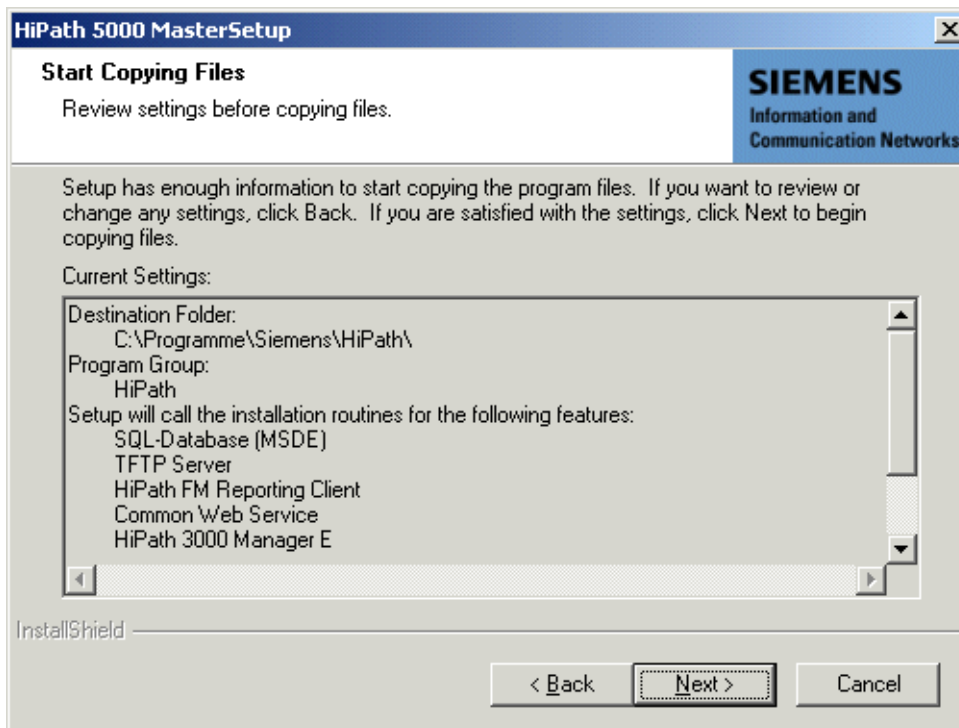 HiPath 5000 MasterSetup
Start Copying Files
Review settings before copying files.
SIEMENS
Information and
Communication Networks
Setup has enough information to start copying the program files. If you want to review or
change any settings, click Back. If you are satisfied with the settings, click Next to begin
copying files.
Current Settings:
Destination Folder:
C:\Programme\Siemens\HiPath\
Program Group:
HiPath
Setup will call the installation routines for the following features:
SQL-Database (MSDE)
TFTP Server
HiPath FM Reporting Client
Common Web Service
HiPath 3000 Manager E
InstallShield
< Back
Next >
Cancel